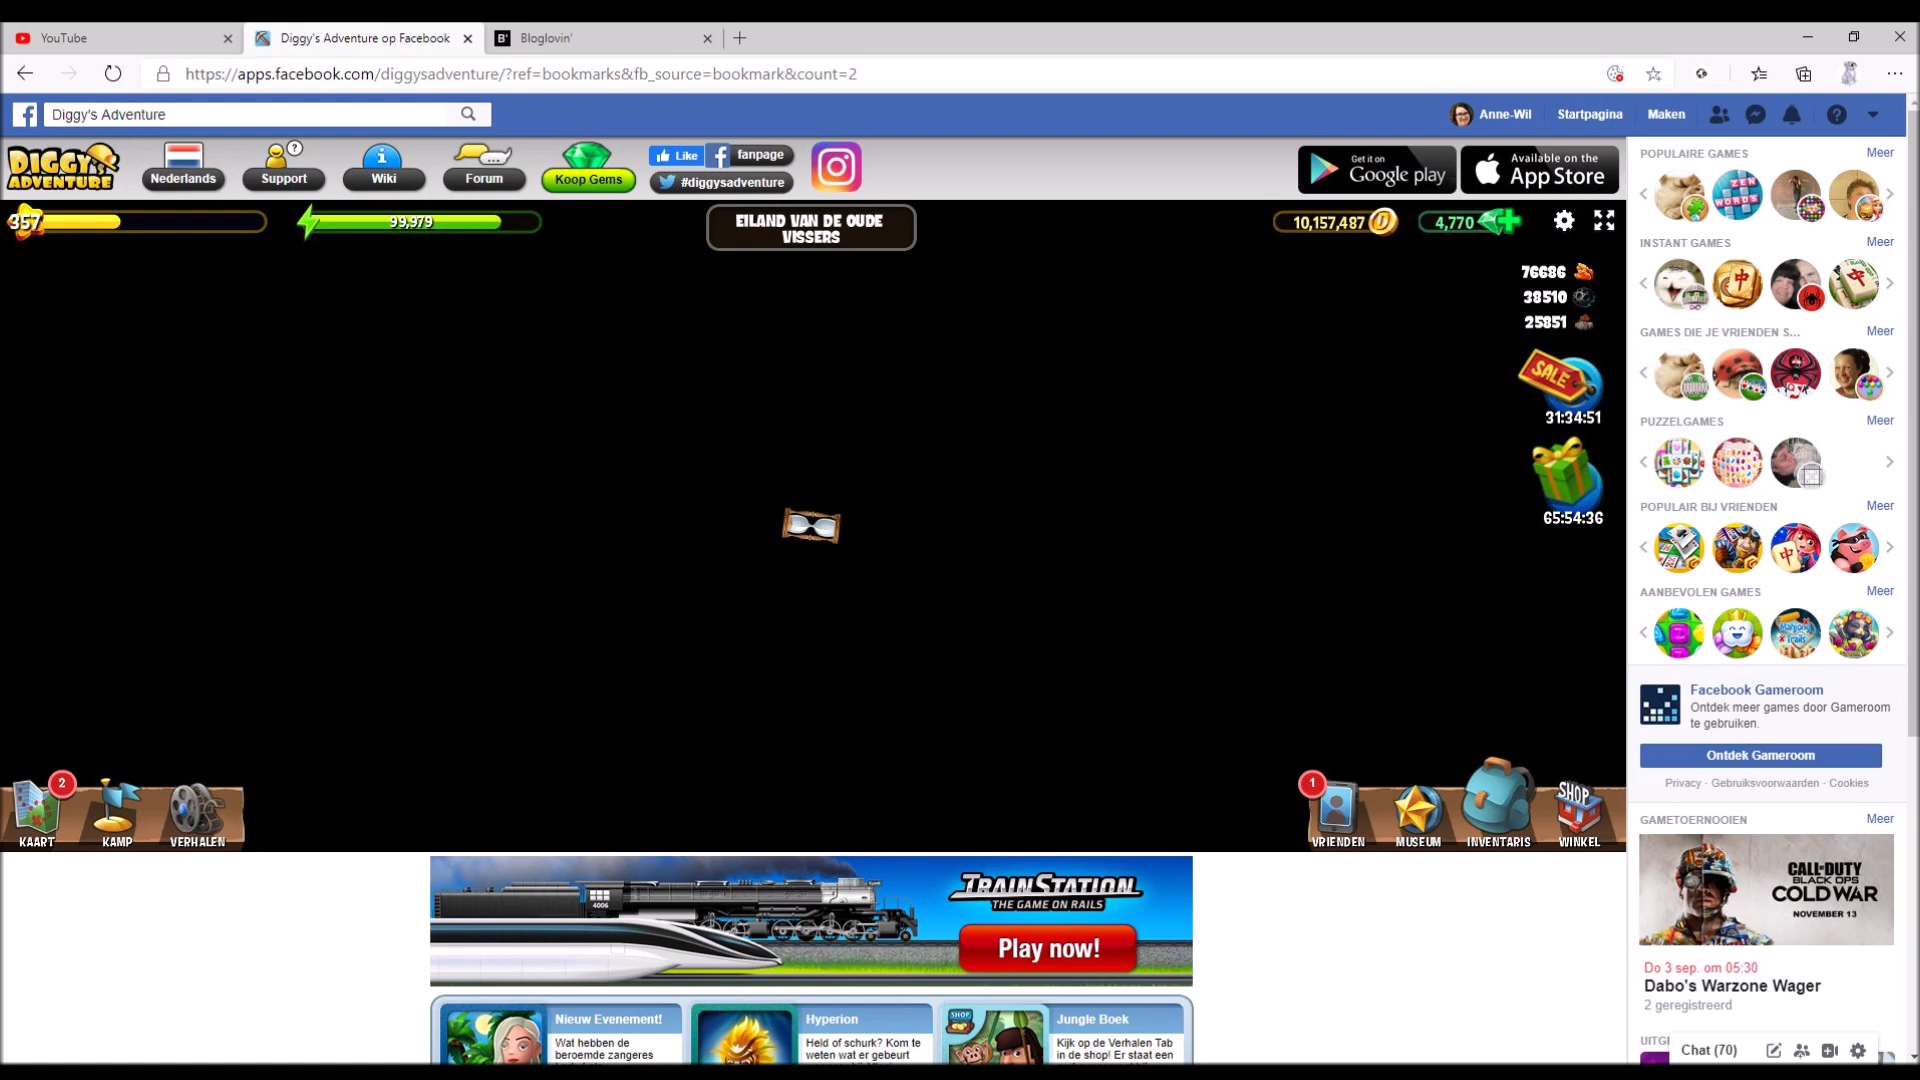 YouTube
Diggy's Adventure op Facebook
Bloglovin'
https://apps.facebook.com/diggysadventure/?ref=bookmarks&fb_source=bookmark&count=2
Diggy's Adventure
Anne-Wil
Startpagina
Maken
DIGGY'S ADVENTURE
Nederlands
Support
Wiki
Forum
Koop Gems
Like
fanpage
#diggysadventure
Get it on Google play
Available on the App Store
357
99,979
EILAND VAN DE OUDE
VISSERS
10,157,487
4,770
76686
38510
25851
SALE
31:34:51
65:54:36
2
KAART
KAMP
VERHALEN
1
VRIENDEN
MUSEUM
INVENTARIS
SHOP
WINKEL
POPULAIRE GAMES
Meer
ZEN WORDS
INSTANT GAMES
Meer
GAMES DIE JE VRIENDEN S...
Meer
PUZZELGAMES
Meer
POPULAIR BIJ VRIENDEN
Meer
AANBEVOLEN GAMES
Meer
Mahjong Trails
Facebook Gameroom
Ontdek meer games door Gameroom
te gebruiken.
Ontdek Gameroom
Privacy · Gebruiksvoorwaarden · Cookies
GAMETOERNOOIEN
Meer
CALL OF DUTY
BLACK OPS
COLD WAR
NOVEMBER 13
Do 3 sep. om 05:30
Dabo's Warzone Wager
2 geregistreerd
Chat (70)
4006
TRAINSTATION
THE GAME ON RAILS
Play now!
Nieuw Evenement!
Wat hebben de
beroemde zangeres
Hyperion
Held of schurk? Kom te
weten wat er gebeurt
SHOP
Jungle Boek
Kijk op de Verhalen Tab
in de shop! Er staat een